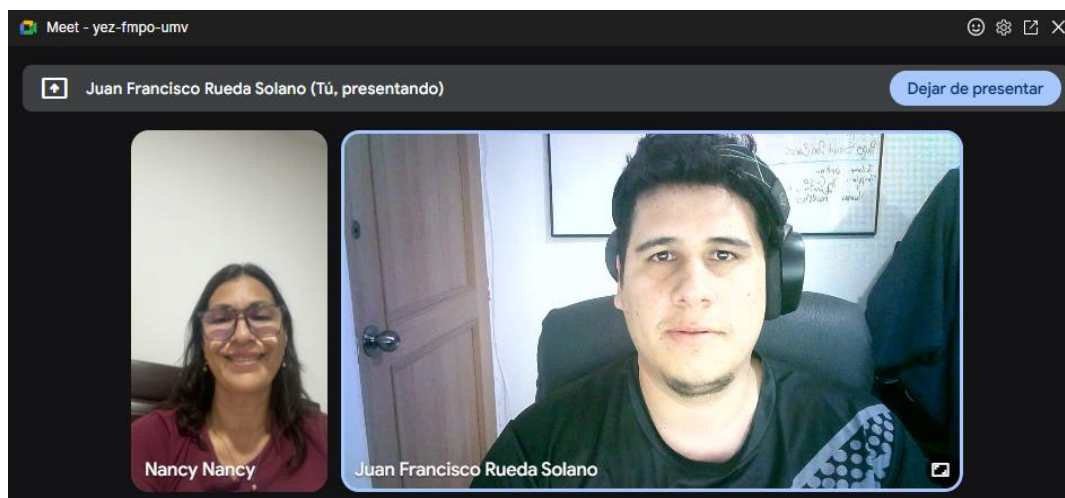 Meet - yez-fmpo-umv
Juan Francisco Rueda Solano (Tú, presentando)
Dejar de presentar
Nancy Nancy
Juan Francisco Rueda Solano